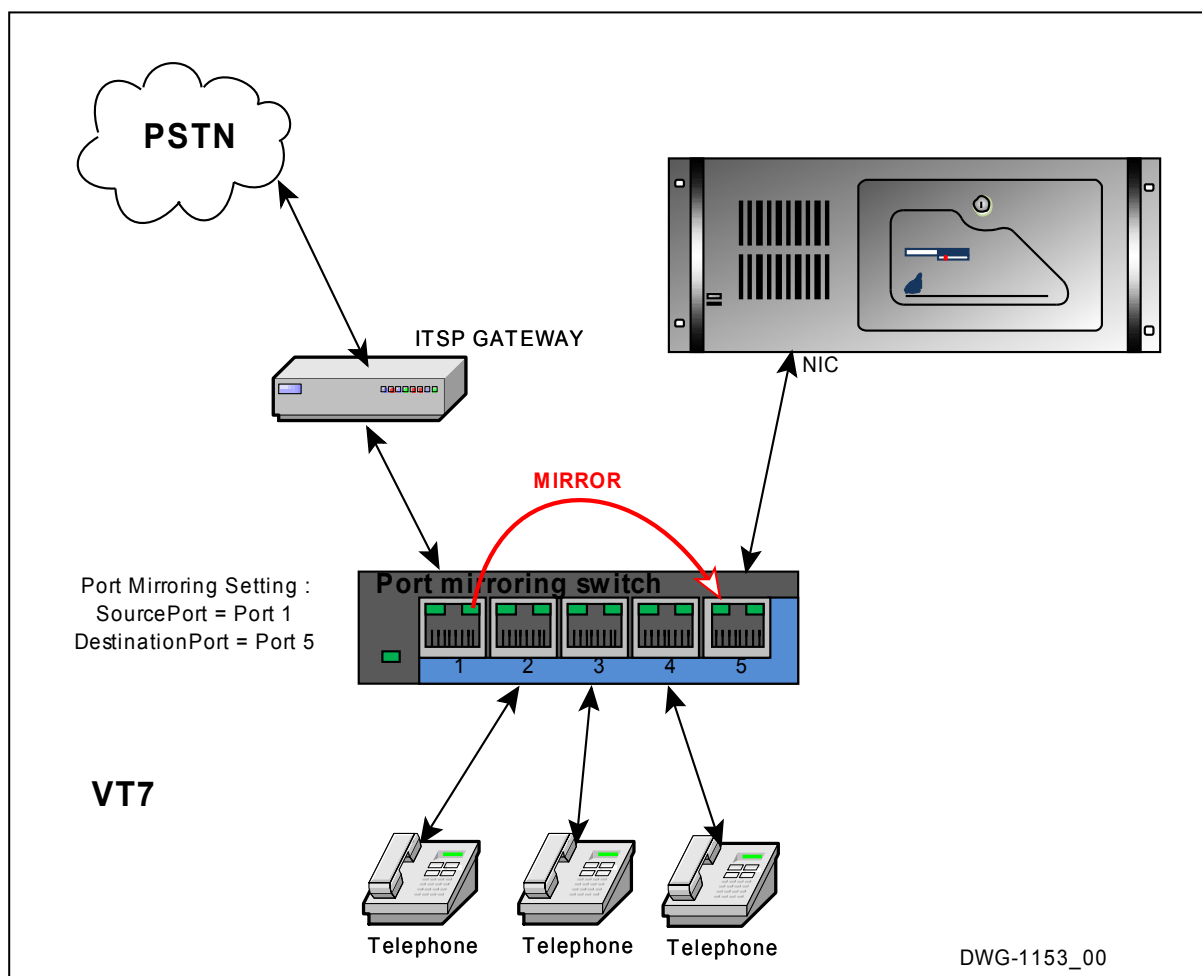 PSTN
ITSP GATEWAY
NIC
MIRROR
Port mirroring switch
Port Mirroring Setting :
SourcePort = Port 1
DestinationPort = Port 5
1 2 3 4 5
VT7
Telephone Telephone Telephone
DWG-1153_00